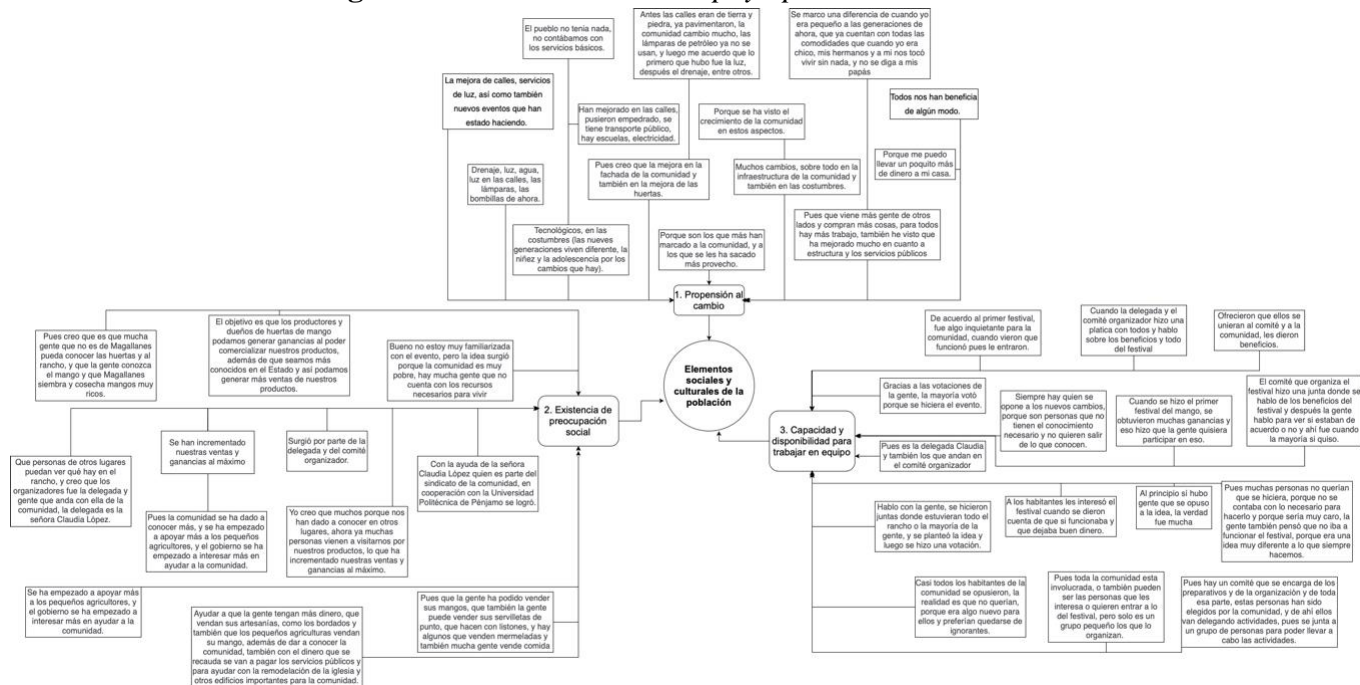 El pueblo no tenia nada,
no contábamos con
los servicios básicos.
Antes las calles eran de tierra y
piedra, ya pavimentaron, la
comunidad cambio mucho, las
lámparas de petróleo ya no se
usan, y luego me acuerdo que lo
primero que hubo fue la luz,
después el drenaje, entre otros.
Se marco una diferencia de cuando yo
era pequeño a las generaciones de
ahora, que ya cuentan con todas las
comodidades que cuando yo era
chico, mis hermanos y a mi nos tocó
vivir sin nada, y no se diga a mis
papás
La mejora de calles, servicios
de luz, así como también
nuevos eventos que han
estado haciendo.
Han mejorado en las calles,
pusieron empedrado, se
tiene transporte público,
hay escuelas, electricidad.
Porque se ha visto el
crecimiento de la comunidad
en estos aspectos.
Todos nos han beneficia
de algún modo.
Drenaje, luz, agua,
luz en las calles, las
lámparas, las
bombillas de ahora.
Pues creo que la mejora en la
fachada de la comunidad y
también en la mejora de las
huertas.
Muchos cambios, sobre todo en la
infraestructura de la comunidad y
también en las costumbres.
Porque me puedo
llevar un poquito más
de dinero a mi casa.
Tecnológicos, en las
costumbres (las nuevas
generaciones viven diferente, la
niñez y la adolescencia por los
cambios que hay).
Porque son los que más han
marcado a la comunidad, y a
los que se les ha sacado
más provecho.
Pues que viene más gente de otros
lados y compran más cosas, para todos
hay más trabajo, también he visto que
ha mejorado mucho en cuanto a
estructura y los servicios públicos
1. Propensión al
cambio
Elementos
sociales y
culturales de la
población
Pues creo que es que mucha
gente que no es de Magallanes
pueda conocer las huertas y al
rancho, y que la gente conozca
el mango y que Magallanes
siembra y cosecha mangos muy
ricos.
El objetivo es que los productores y
dueños de huertas de mango
podamos generar ganancias al poder
comercializar nuestros productos,
además de que seamos más
conocidos en el Estado y así podamos
generar más ventas de nuestros
productos.
Bueno no estoy muy familiarizada
con el evento, pero la idea surgió
porque la comunidad es muy
pobre, hay mucha gente que no
cuenta con los recursos
necesarios para vivir
2. Existencia de
preocupación
social
Que personas de otros lugares
puedan ver qué hay en el
rancho, y creo que los
organizadores fue la delegada y
gente que anda con ella de la
comunidad, la delegada es la
señora Claudia López.
Se han incrementado
nuestras ventas y
ganancias al máximo
Surgió por parte de la
delegada y del comité
organizador.
Con la ayuda de la señora
Claudia López quien es parte del
sindicato de la comunidad, en
cooperación con la Universidad
Politécnica de Pénjamo se logró.
Pues la comunidad se ha dado a
conocer más, y se ha empezado a
apoyar más a los pequeños
agricultores, y el gobierno se ha
empezado a interesar más en
ayudar a la comunidad.
Yo creo que muchos porque nos
han dado a conocer en otros
lugares, ahora ya muchas
personas vienen a visitarnos por
nuestros productos, lo que ha
incrementado nuestras ventas y
ganancias al máximo.
Se ha empezado a apoyar más
a los pequeños agricultores, y
el gobierno se ha empezado a
interesar más en ayudar a la
comunidad.
Ayudar a que la gente tengan más dinero, que
vendan sus artesanías, como los bordados y
también que los pequeños agriculturas vendan
su mango, además de dar a conocer la
comunidad, también con el dinero que se
recauda se van a pagar los servicios públicos y
para ayudar con la remodelación de la iglesia y
otros edificios importantes para la comunidad.
Pues que la gente ha podido vender
sus mangos, que también la gente
puede vender sus servilletas de
punto, que hacen con listones, y hay
algunos que venden mermeladas y
también mucha gente vende comida
De acuerdo al primer festival,
fue algo inquietante para la
comunidad, cuando vieron que
funcionó pues le entraron.
Cuando la delegada y el
comité organizador hizo una
platica con todos y hablo
sobre los beneficios y todo
del festival
Ofrecieron que ellos se
unieran al comité y a la
comunidad, les dieron
beneficios.
Gracias a las votaciones de
la gente, la mayoría votó
porque se hiciera el evento.
Siempre hay quien se
opone a los nuevos cambios,
porque son personas que no
tienen el conocimiento
necesario y no quieren salir
de lo que conocen.
Cuando se hizo el primer
festival del mango, se
obtuvieron muchas ganancias y
eso hizo que la gente quisiera
participar en eso.
El comité que organiza el
festival hizo una junta donde se
hablo de los beneficios del
festival y después la gente
hablo para ver si estaban de
acuerdo o no y ahí fue cuando
la mayoría si quiso.
3. Capacidad y
disponibilidad para
trabajar en equipo
Pues es la delegada Claudia
y también los que andan en
el comité organizador
Hablo con la gente, se hicieron
juntas donde estuvieran todo el
rancho o la mayoría de la
gente, y se planteó la idea y
luego se hizo una votación.
A los habitantes les interesó el
festival cuando se dieron
cuenta de que si funcionaba y
que dejaba buen dinero.
Al principio sí hubo
gente que se opuso a
la idea, la verdad
fue mucha
Pues muchas personas no querían
que se hiciera, porque no se
contaba con lo necesario para
hacerlo y porque sería muy caro, la
gente también pensó que no iba a
funcionar el festival, porque era una
idea muy diferente a lo que siempre
hacemos.
Casi todos los habitantes de la
comunidad se opusieron, la
realidad es que no querían,
porque era algo nuevo para
ellos y preferían quedarse de
ignorantes.
Pues toda la comunidad esta
involucrada, o también pueden
ser las personas que les
interesa o quieren entrar a lo
del festival, pero solo es un
grupo pequeño los que lo
organizan.
Pues hay un comité que se encarga de los
preparativos y de la organización y de toda
esa parte, estas personas han sido
elegidos por la comunidad, y de ahí ellos
van delegando actividades, pues se junta a
un grupo de personas para poder llevar a
cabo las actividades.